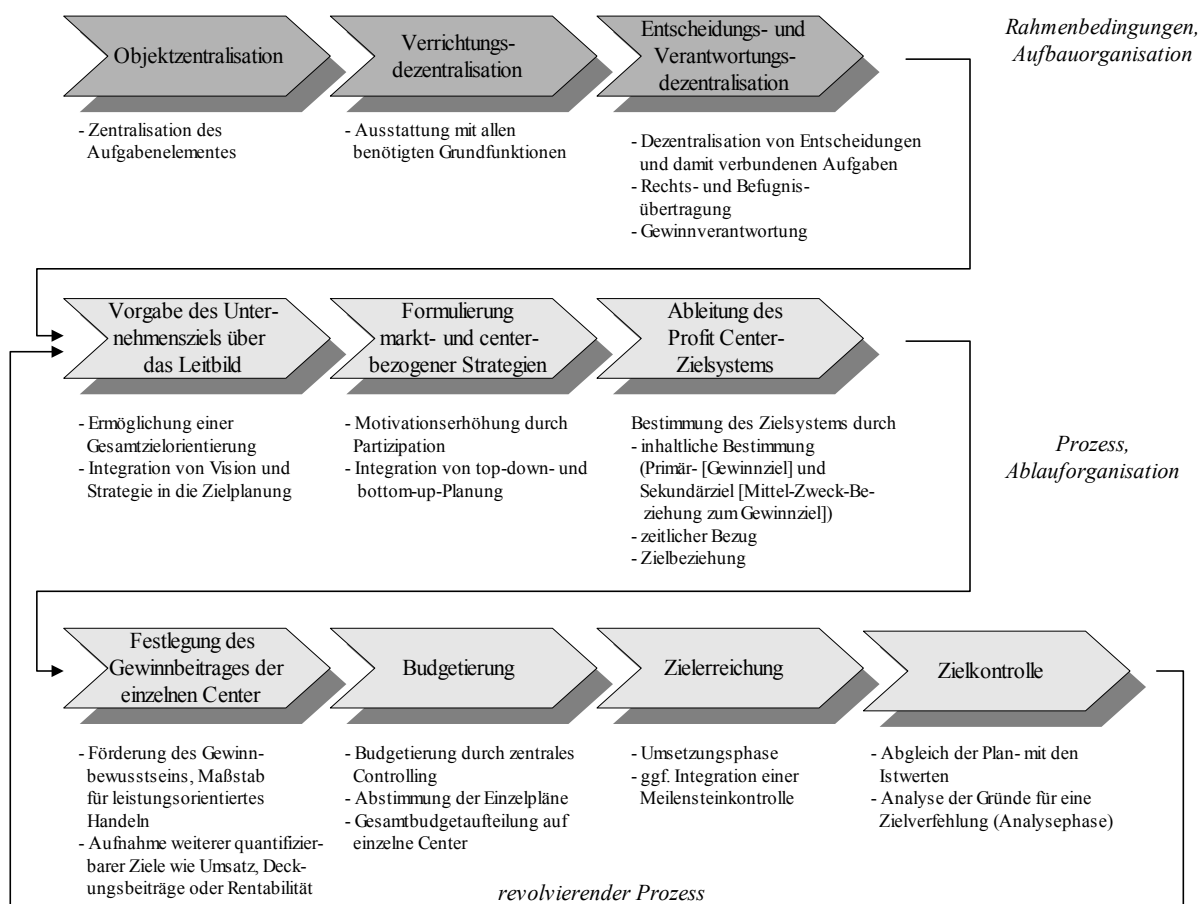 Objektzentralisation
- Zentralisation des
Aufgabenelementes
Verrichtungs-
dezentralisation
- Ausstattung mit allen
benötigten Grundfunktionen
Entscheidungs- und
Verantwortungs-
dezentralisation
- Dezentralisation von Entscheidungen
und damit verbundenen Aufgaben
- Rechts- und Befugnis-
übertragung
- Gewinnverantwortung
Rahmenbedingungen,
Aufbauorganisation
Vorgabe des Unter-
nehmensziels über
das Leitbild
- Ermöglichung einer
Gesamtzielorientierung
- Integration von Vision und
Strategie in die Zielplanung
Formulierung
markt- und center-
bezogener Strategien
- Motivationserhöhung durch
Partizipation
- Integration von top-down- und
bottom-up-Planung
Ableitung des
Profit Center-
Zielsystems
Bestimmung des Zielsystems durch
- inhaltliche Bestimmung
(Primär- [Gewinnziel] und
Sekundärziel [Mittel-Zweck-Be-
ziehung zum Gewinnziel])
- zeitlicher Bezug
- Zielbeziehung
Prozess,
Ablauforganisation
Festlegung des
Gewinnbeitrages der
einzelnen Center
- Förderung des Gewinn-
bewusstseins, Maßstab
für leistungsorientiertes
Handeln
- Aufnahme weiterer quantifizier-
barer Ziele wie Umsatz, Deck-
ungsbeiträge oder Rentabilität
Budgetierung
- Budgetierung durch zentrales
Controlling
- Abstimmung der Einzelpläne
- Gesamtbudgetaufteilung auf
einzelne Center
Zielerreichung
- Umsetzungsphase
- ggf. Integration einer
Meilensteinkontrolle
Zielkontrolle
- Abgleich der Plan- mit den
Istwerten
- Analyse der Gründe für eine
Zielverfehlung (Analysephase)
revolvierender Prozess